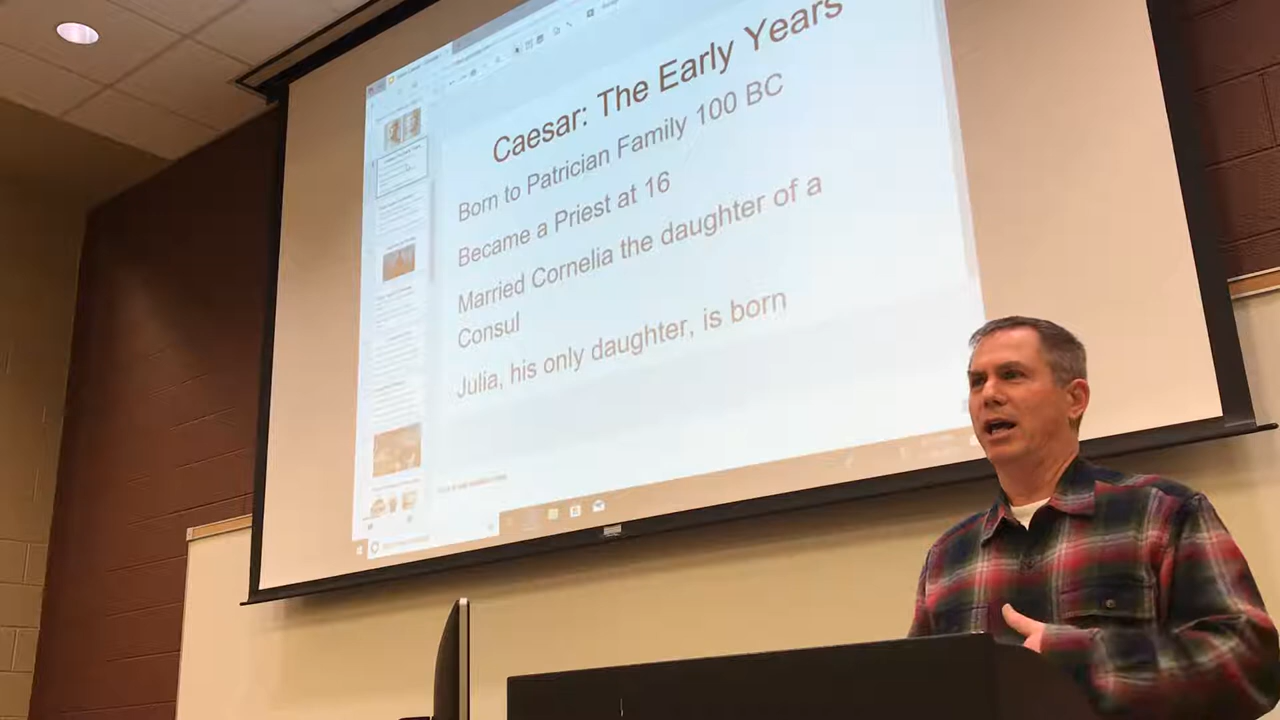 Caesar: The Early Years
Born to Patrician Family 100 BC
Became a Priest at 16
Married Cornelia the daughter of a
Consul
Julia, his only daughter, is born